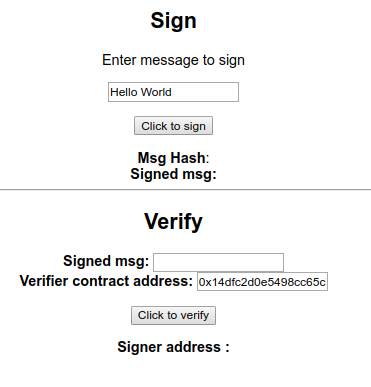 Sign
Enter message to sign
Hello World
Click to sign
Msg Hash:
Signed msg:
Verify
Signed msg:
Verifier contract address: 0x14dfc2d0e5498cc65c
Click to verify
Signer address :